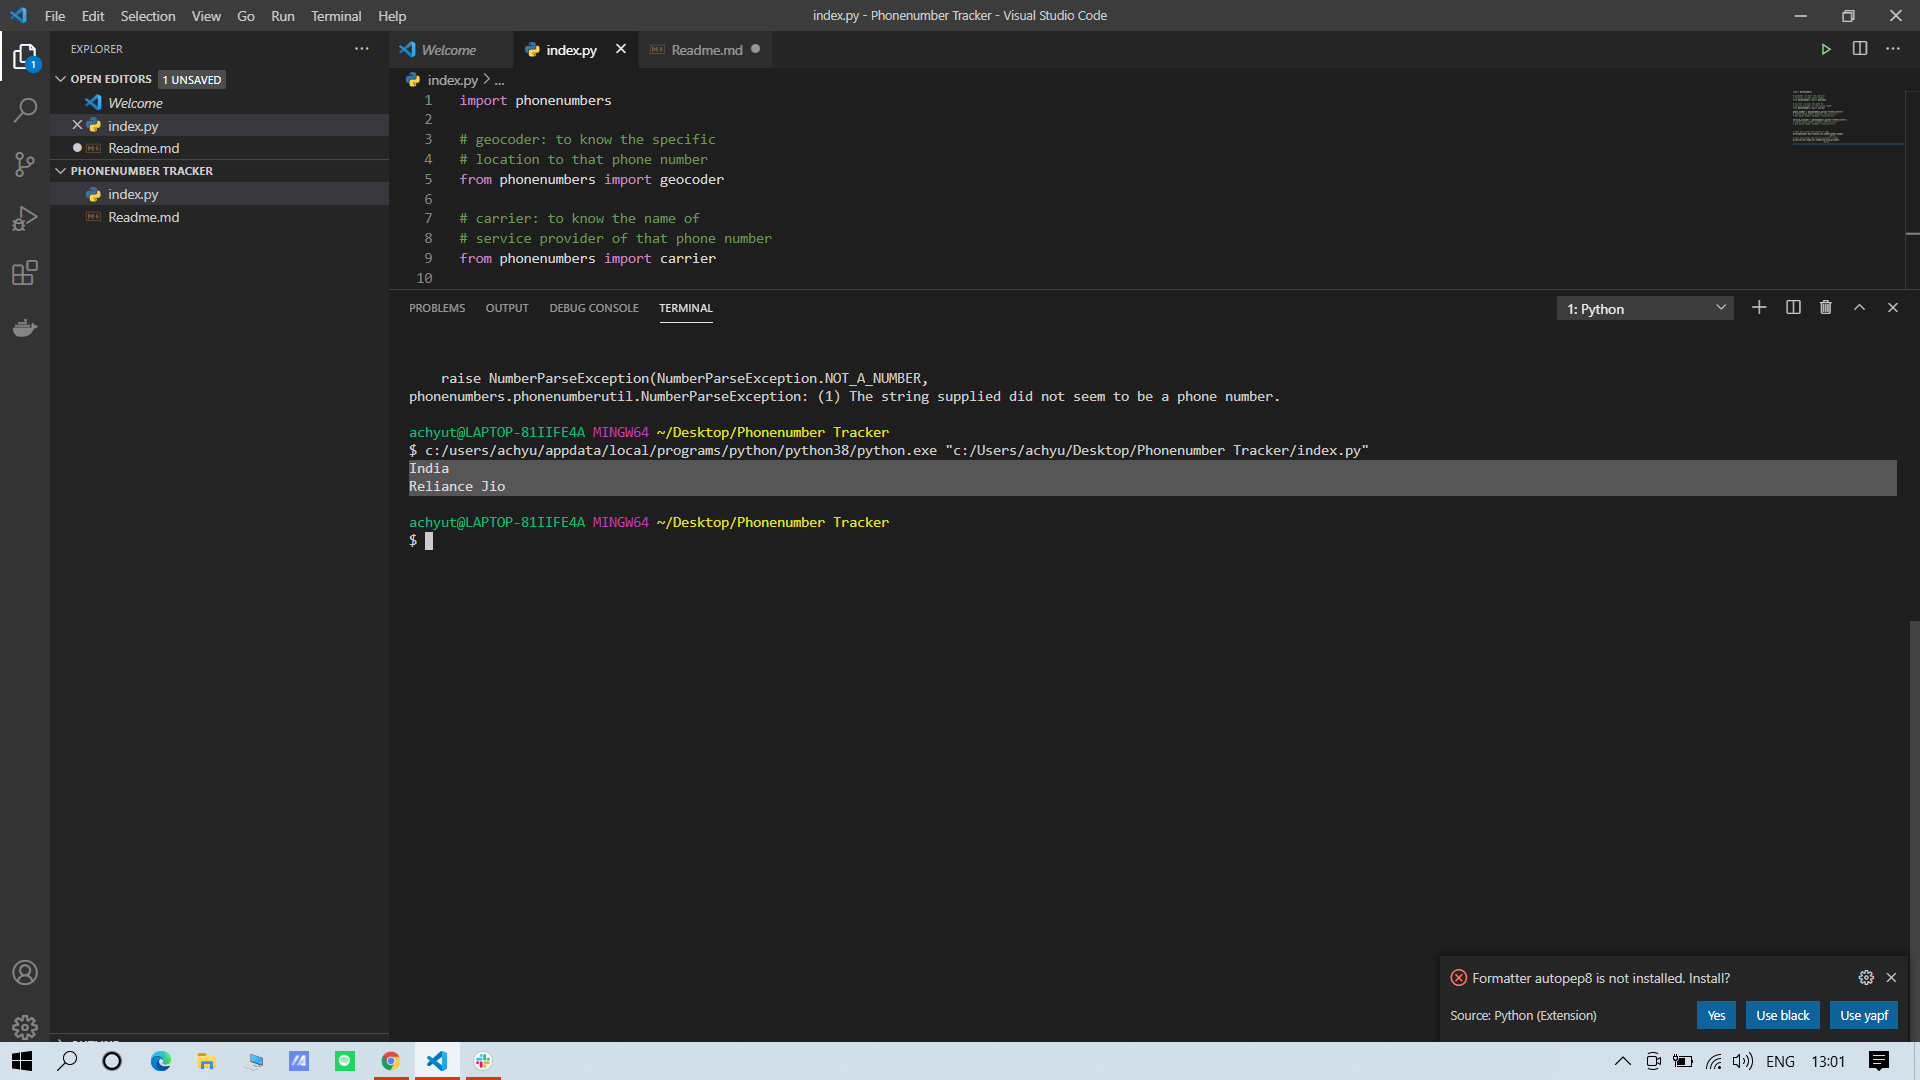 File Edit Selection View Go Run Terminal Help
index.py - Phonenumber Tracker - Visual Studio Code
EXPLORER
1
OPEN EDITORS 1 UNSAVED
Welcome
index.py
Readme.md
PHONENUMBER TRACKER
index.py
Readme.md
Welcome index.py Readme.md
index.py > ...
1 import phonenumbers
2
3 # geocoder: to know the specific
4 # location to that phone number
5 from phonenumbers import geocoder
6
7 # carrier: to know the name of
8 # service provider of that phone number
9 from phonenumbers import carrier
10
PROBLEMS OUTPUT DEBUG CONSOLE TERMINAL
1: Python
raise NumberParseException(NumberParseException.NOT_A_NUMBER,
phonenumbers.phonenumberutil.NumberParseException: (1) The string supplied did not seem to be a phone number.
achyut@LAPTOP-81IIFE4A MINGW64 ~/Desktop/Phonenumber Tracker
$ c:/users/achyu/appdata/local/programs/python/python38/python.exe "c:/Users/achyu/Desktop/Phonenumber Tracker/index.py"
India
Reliance Jio
achyut@LAPTOP-81IIFE4A MINGW64 ~/Desktop/Phonenumber Tracker
$
Formatter autopep8 is not installed. Install?
Source: Python (Extension)
Yes Use black Use yapf
ENG 13:01